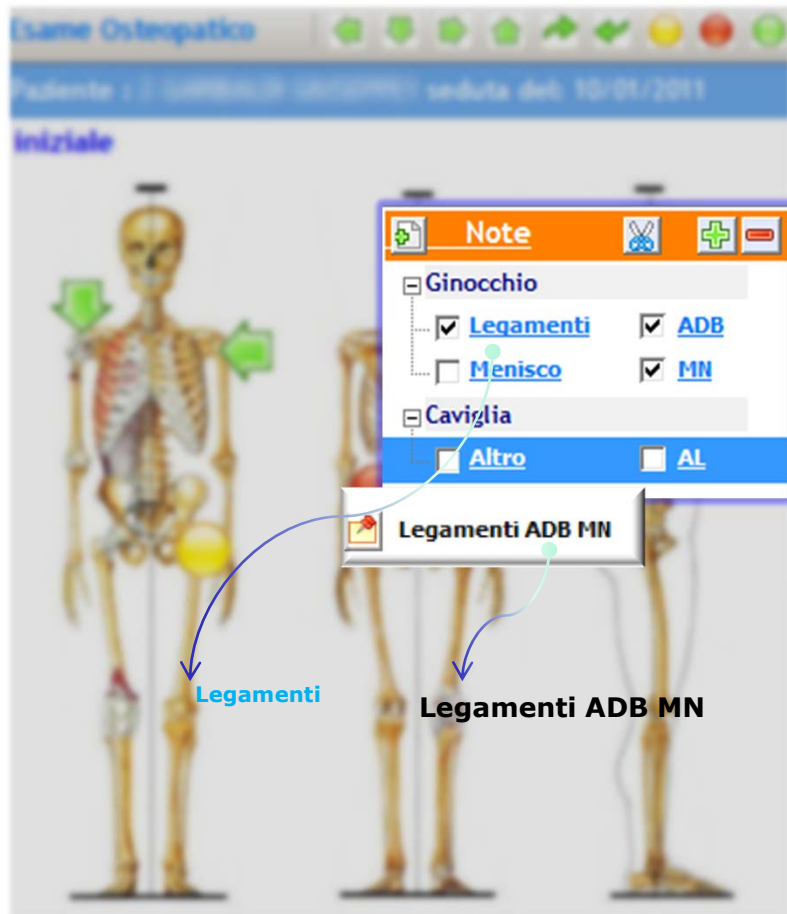 Esame Osteopatico
Paziente : seduta del: 10/01/2011
iniziale
Note
Ginocchio
Legamenti ADB
Menisco MN
Caviglia
Altro AL
Legamenti ADB MN
Legamenti
Legamenti ADB MN